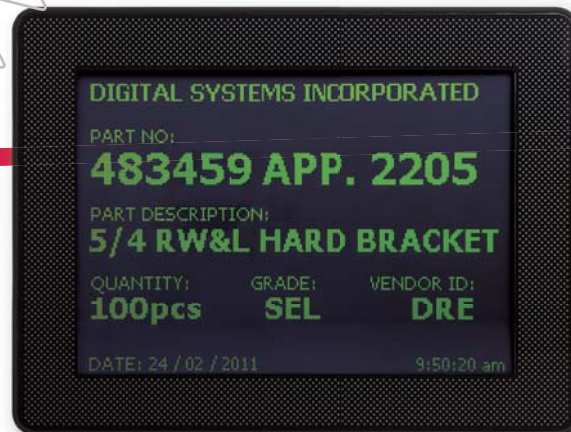 DIGITAL SYSTEMS INCORPORATED
PART NO:
483459 APP. 2205
PART DESCRIPTION:
5/4 RW&L HARD BRACKET
QUANTITY: GRADE: VENDOR ID:
100pcs SEL DRE
DATE: 24 / 02 / 2011 9:50:20 am